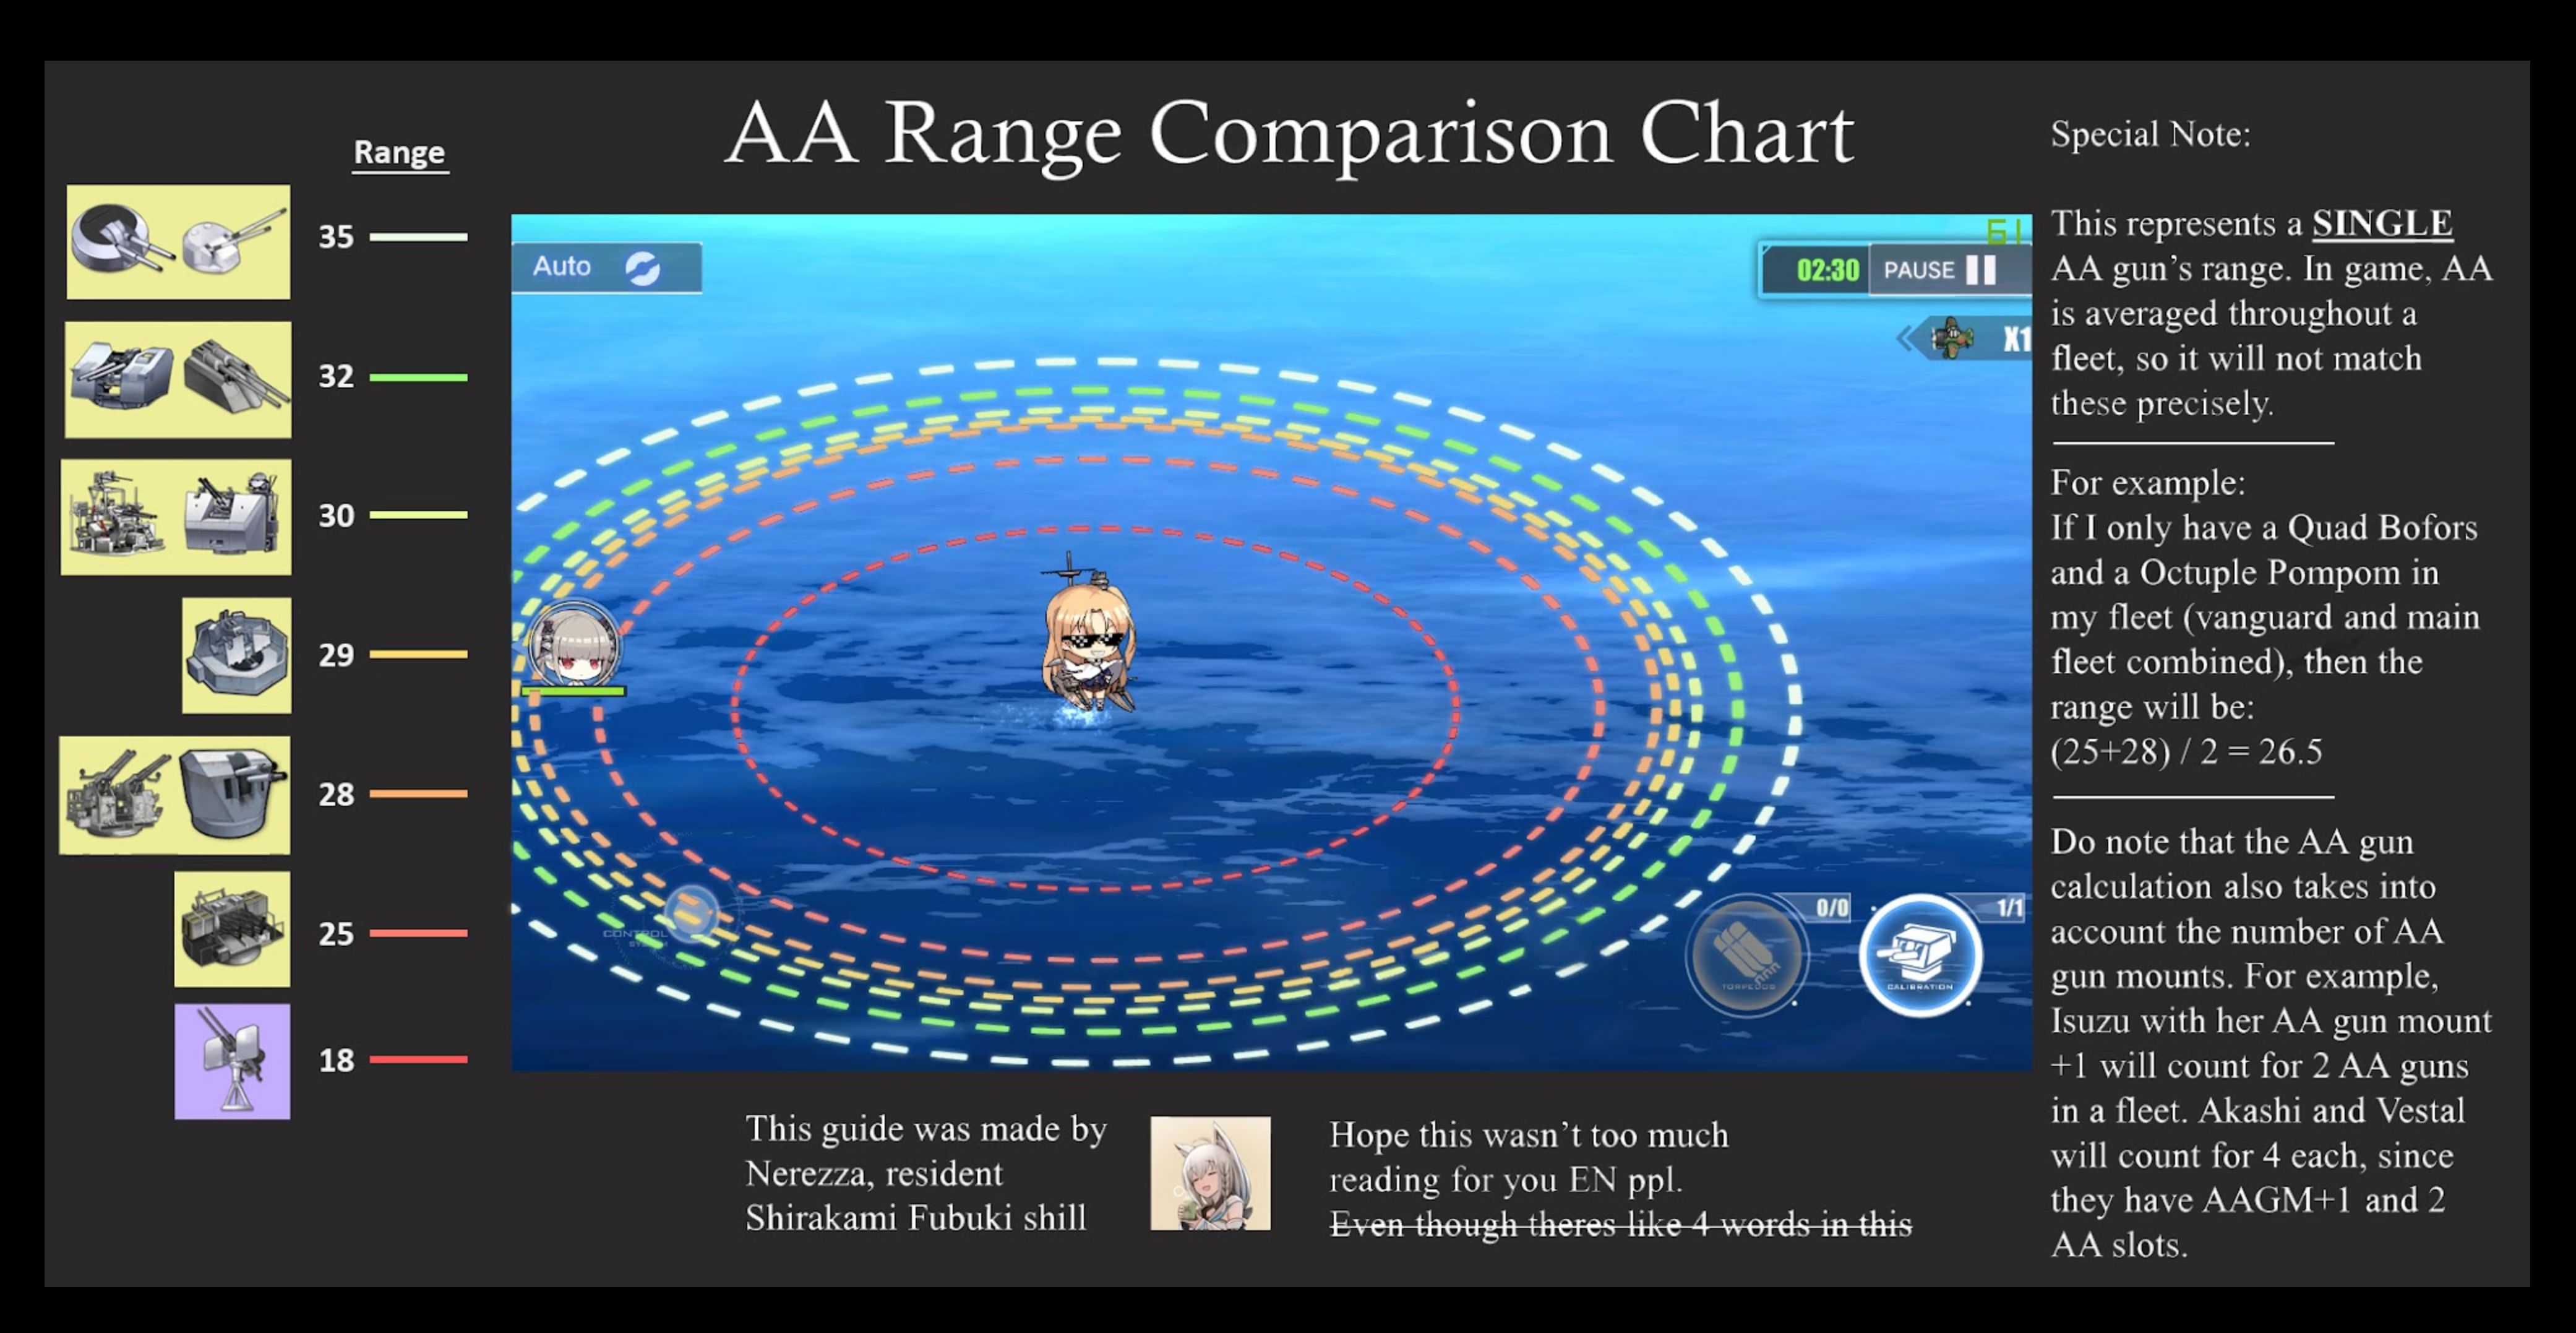 AA Range Comparison Chart
Range
35
32
30
29
28
25
18
Auto
61
02:30 PAUSE
X1
CONTROL
SYSTEM
0/0
TORPEDOS
1/1
CALIBRATION
Special Note:
This represents a SINGLE
AA gun's range. In game, AA
is averaged throughout a
fleet, so it will not match
these precisely.
For example:
If I only have a Quad Bofors
and a Octuple Pompom in
my fleet (vanguard and main
fleet combined), then the
range will be:
(25+28) / 2 = 26.5
Do note that the AA gun
calculation also takes into
account the number of AA
gun mounts. For example,
Isuzu with her AA gun mount
+1 will count for 2 AA guns
in a fleet. Akashi and Vestal
will count for 4 each, since
they have AAGM+1 and 2
AA slots.
This guide was made by
Nerezza, resident
Shirakami Fubuki shill
Hope this wasn't too much
reading for you EN ppl.
Even though theres like 4 words in this